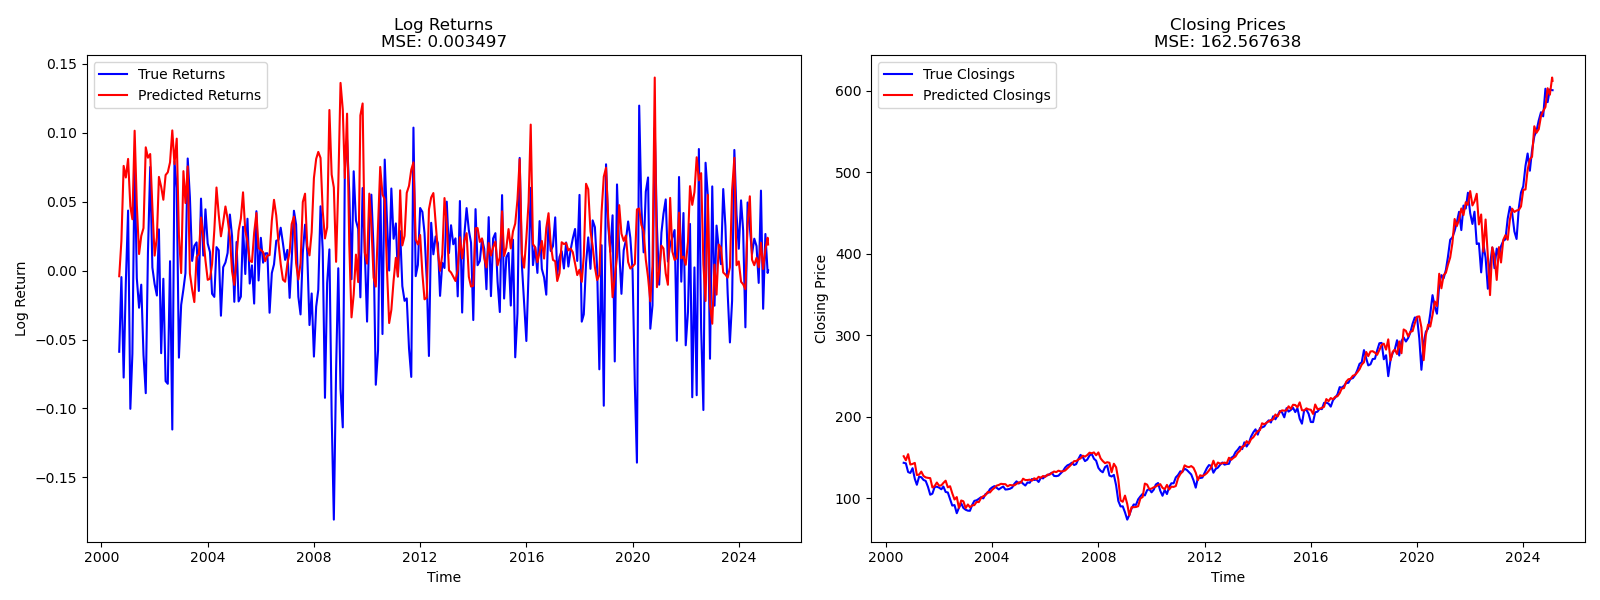 Log Returns
MSE: 0.003497
True Returns
Predicted Returns
0.15
0.10
0.05
0.00
−0.05
−0.10
−0.15
Log Return
2000
2004
2008
2012
2016
2020
2024
Time
Closing Prices
MSE: 162.567638
True Closings
Predicted Closings
600
500
400
300
200
100
Closing Price
2000
2004
2008
2012
2016
2020
2024
Time